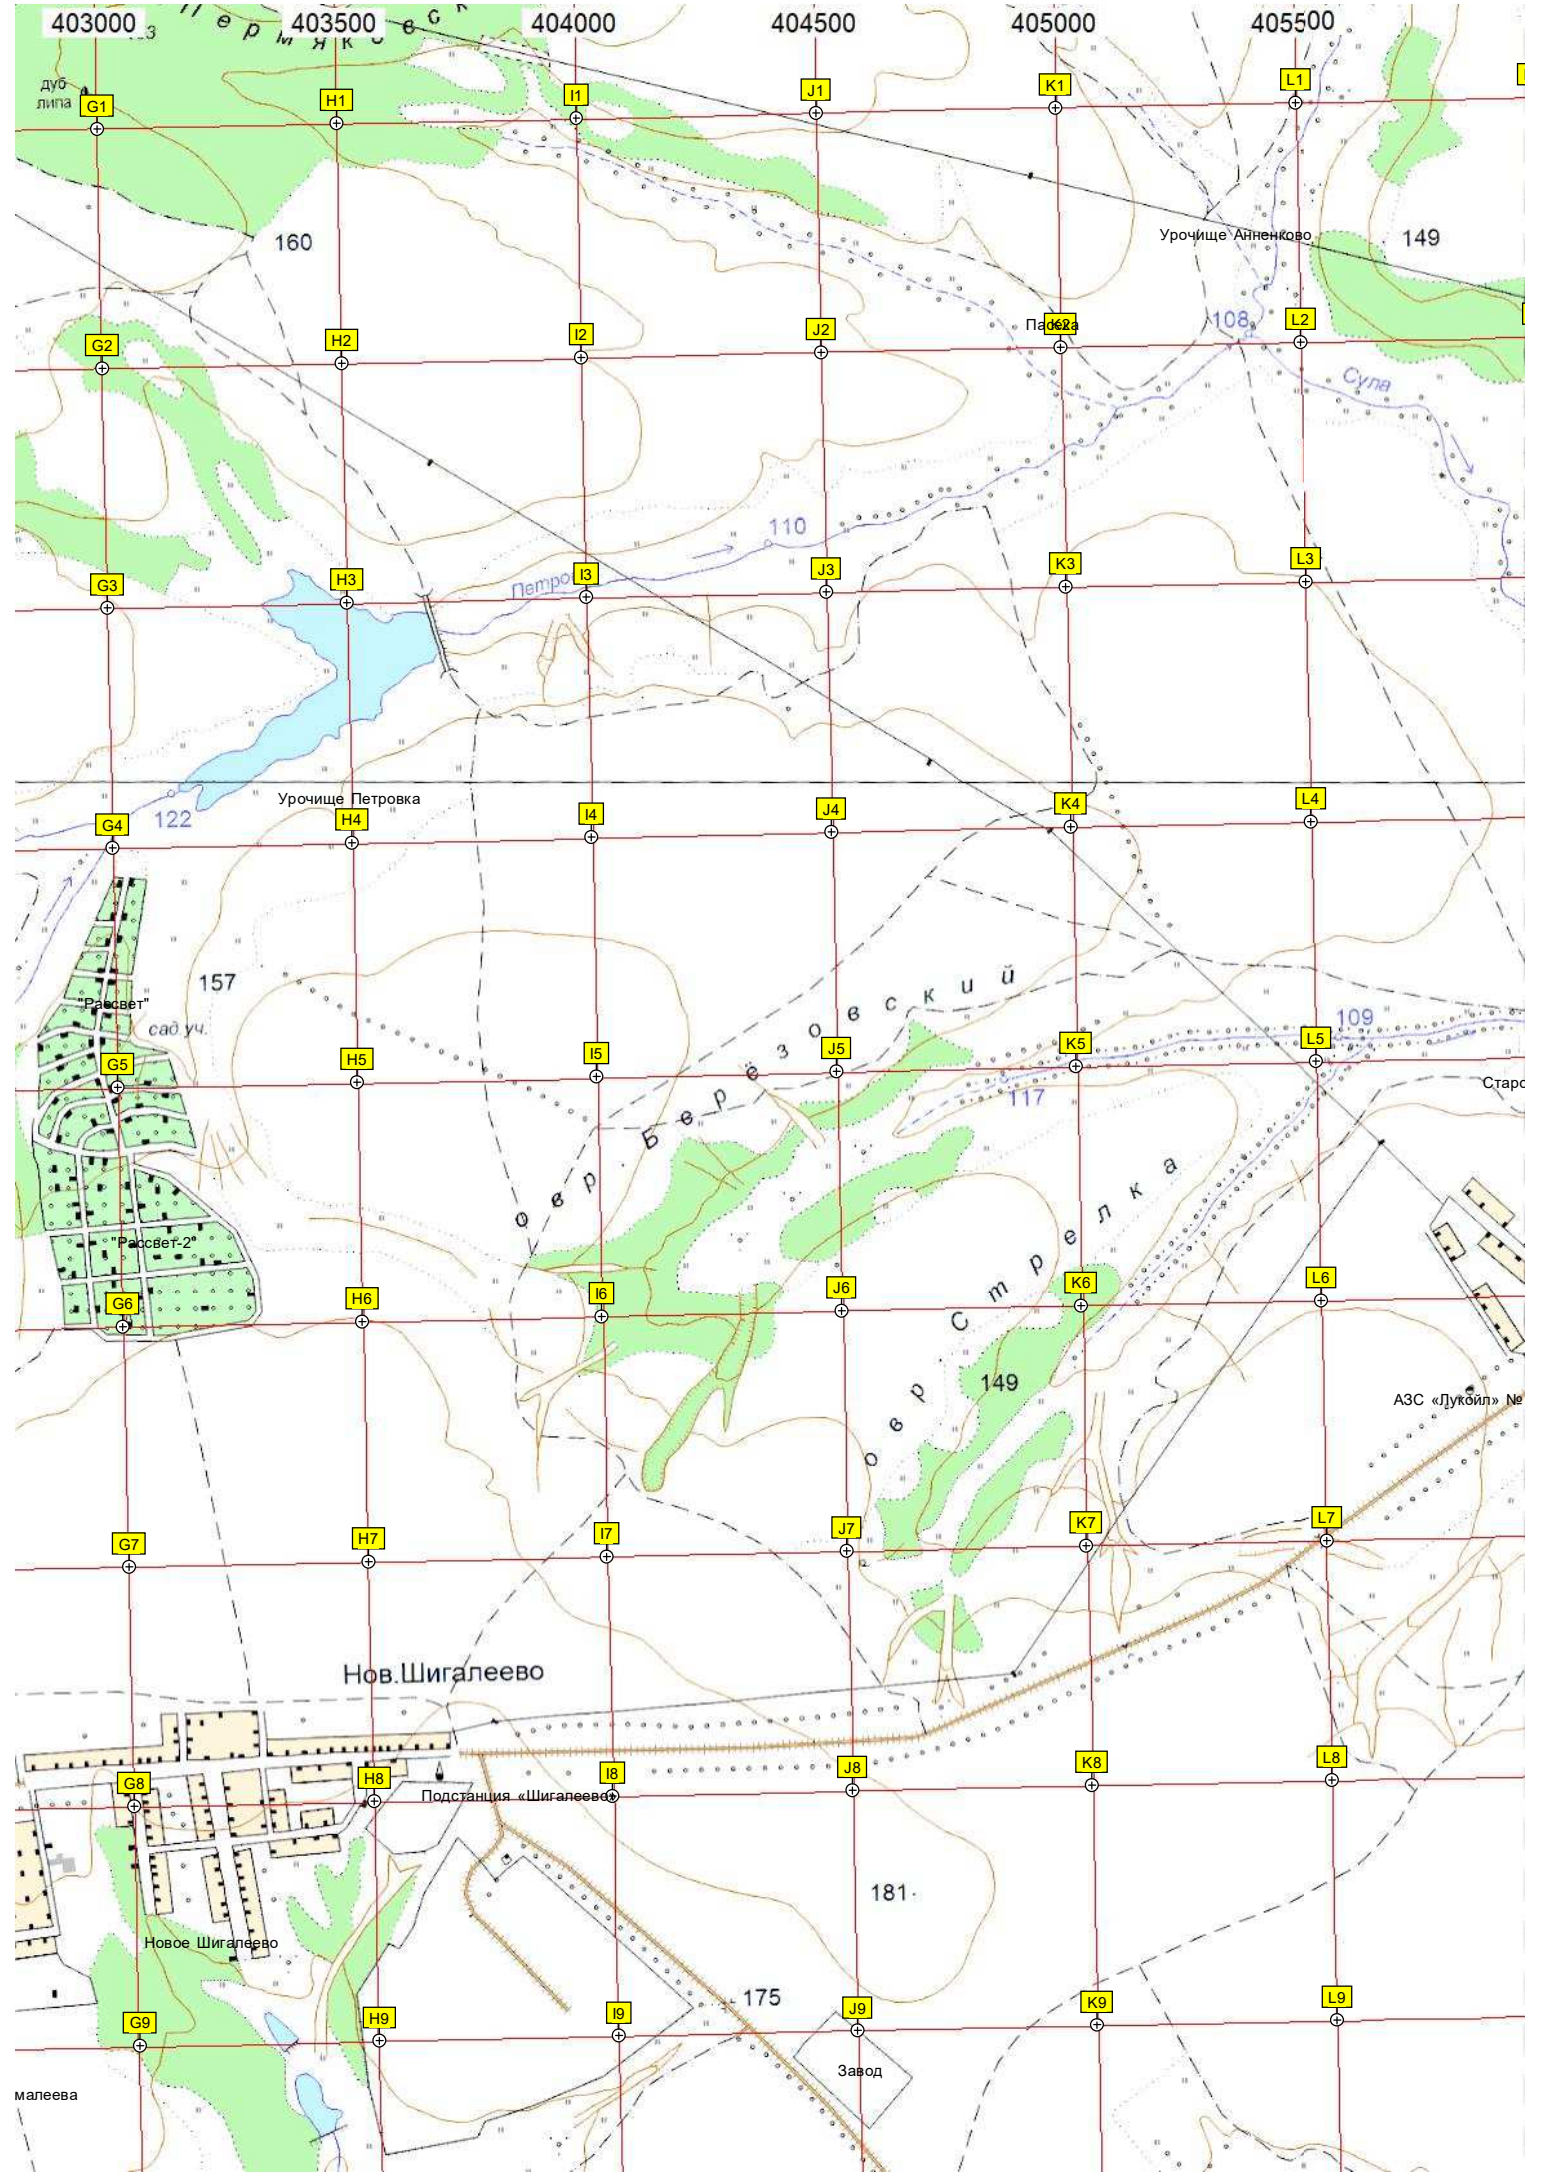 403000 403500 404000 404500 405000 405500
дуб
липа
G1 H1 I1 J1 K1 L1
160
Урочище Анненково
149
108
Пасека
G2 H2 I2 J2 K2 L2
Сула
110
G3 H3 I3 J3 K3 L3
Урочище Петровка
122
G4 H4 I4 J4 K4 L4
157
"Рассвет"
сад.уч.
овр. Берёзовский
109
G5 H5 I5 J5 K5 L5
117
"Рассвет-2"
овр. Стрелка
G6 H6 I6 J6 K6 L6
149
АЗС «Лукойл» №
G7 H7 I7 J7 K7 L7
Нов.Шигалеево
G8 H8 I8 J8 K8 L8
Подстанция «Шигалеево»
181
Новое Шигалеево
175
G9 H9 I9 J9 K9 L9
Завод
малеева